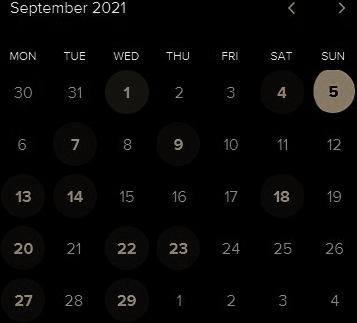 September 2021
MON TUE WED THU FRI SAT SUN
30 31 1 2 3 4 5
6 7 8 9 10 11 12
13 14 15 16 17 18 19
20 21 22 23 24 25 26
27 28 29 1 2 3 4